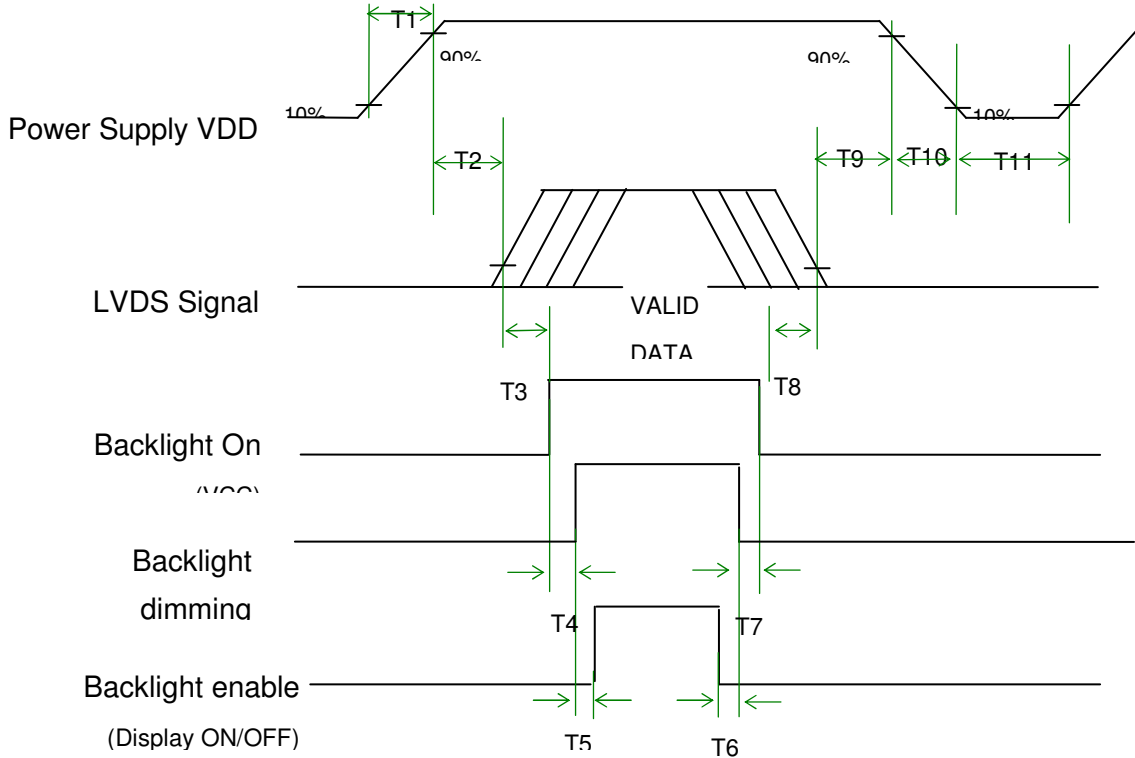 T1
90%
90%
10%
Power Supply VDD
10%
T2
T9
T10
T11
LVDS Signal
VALID
DATA
T3
T8
Backlight On
(VCC)
Backlight
dimming
T4
T7
Backlight enable
(Display ON/OFF)
T5
T6